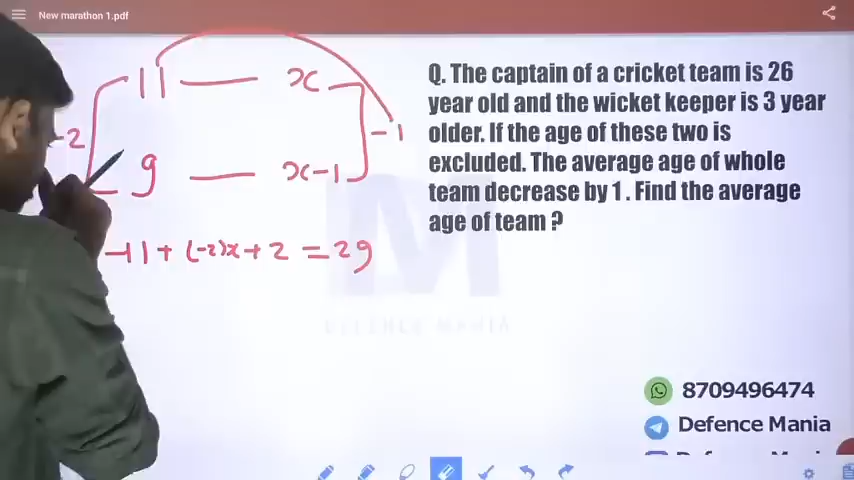 New marathon 1.pdf
11 — x
-2
-1
9 — x-1
-11+(-2)x+2=29
Q. The captain of a cricket team is 26
year old and the wicket keeper is 3 year
older. If the age of these two is
excluded. The average age of whole
team decrease by 1 . Find the average
age of team ?
M
DEFENCE MANIA
8709496474
Defence Mania